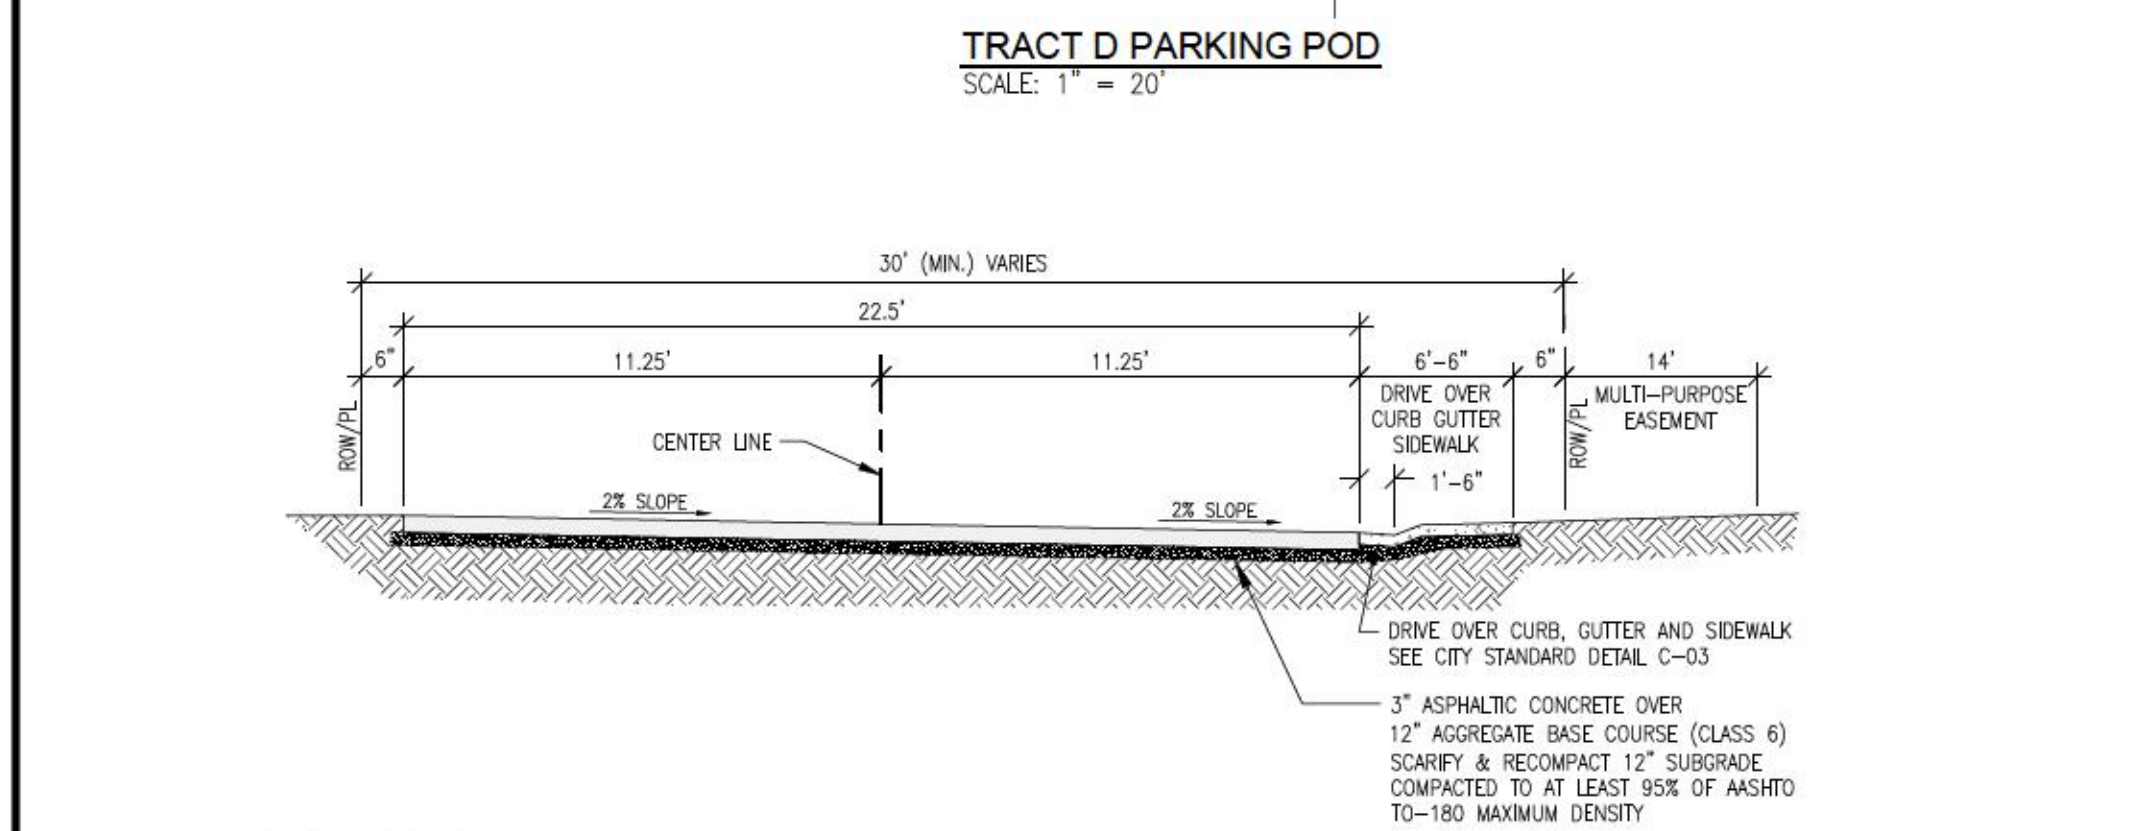 TRACT D PARKING POD
SCALE: 1" = 20'
30' (MIN.) VARIES
22.5'
6"
11.25'
11.25'
6'-6"
6"
14'
DRIVE OVER
CURB GUTTER
SIDEWALK
MULTI-PURPOSE
EASEMENT
ROW/PL
ROW/PL
CENTER LINE
1'-6"
2% SLOPE
2% SLOPE
DRIVE OVER CURB, GUTTER AND SIDEWALK
SEE CITY STANDARD DETAIL C-03
3" ASPHALTIC CONCRETE OVER
12" AGGREGATE BASE COURSE (CLASS 6)
SCARIFY & RECOMPACT 12" SUBGRADE
COMPACTED TO AT LEAST 95% OF AASHTO
TO-180 MAXIMUM DENSITY